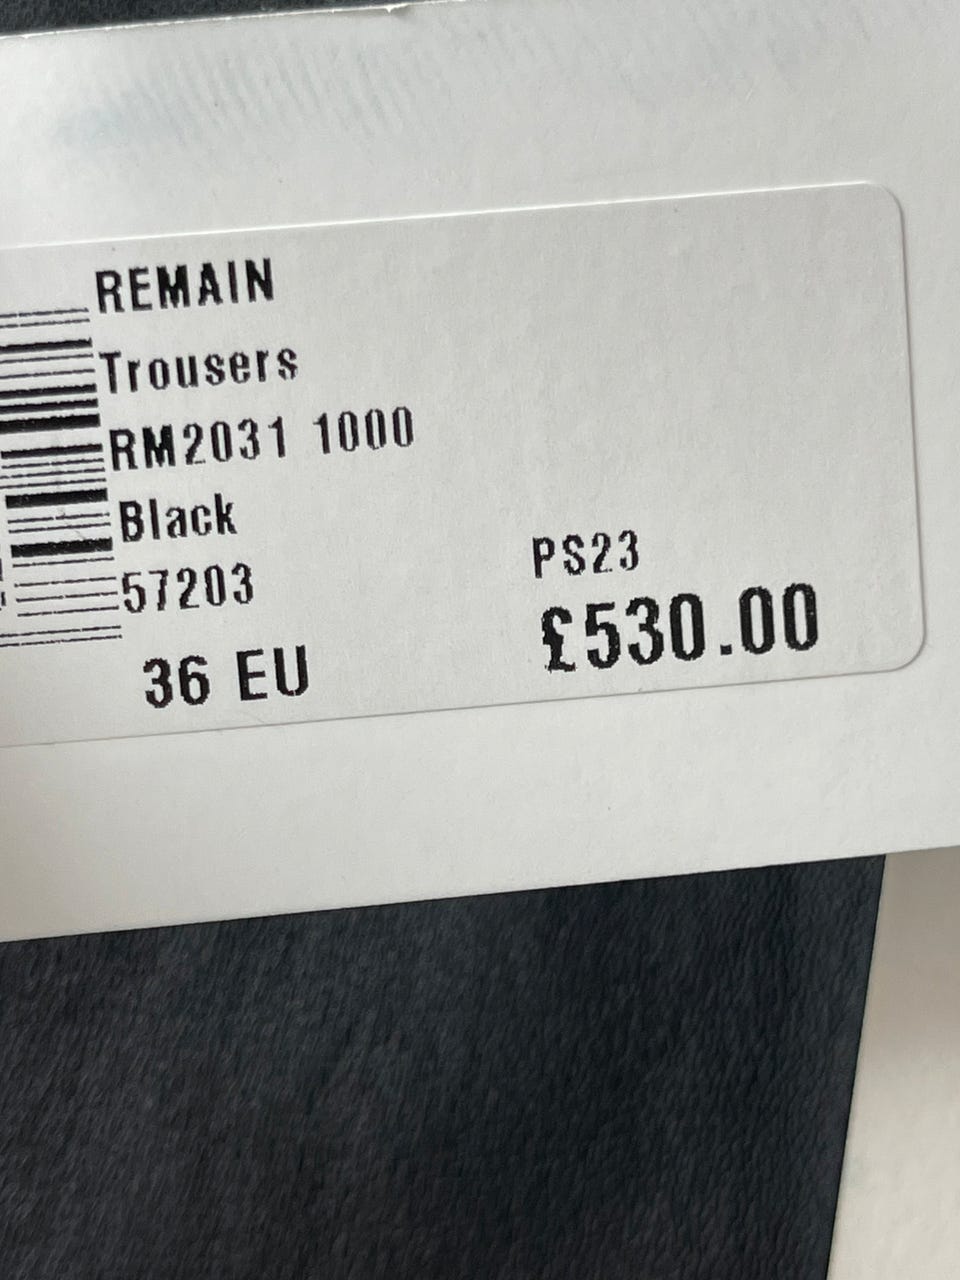 REMAIN
Trousers
RM2031 1000
Black
57203
PS23
36 EU
£530.00